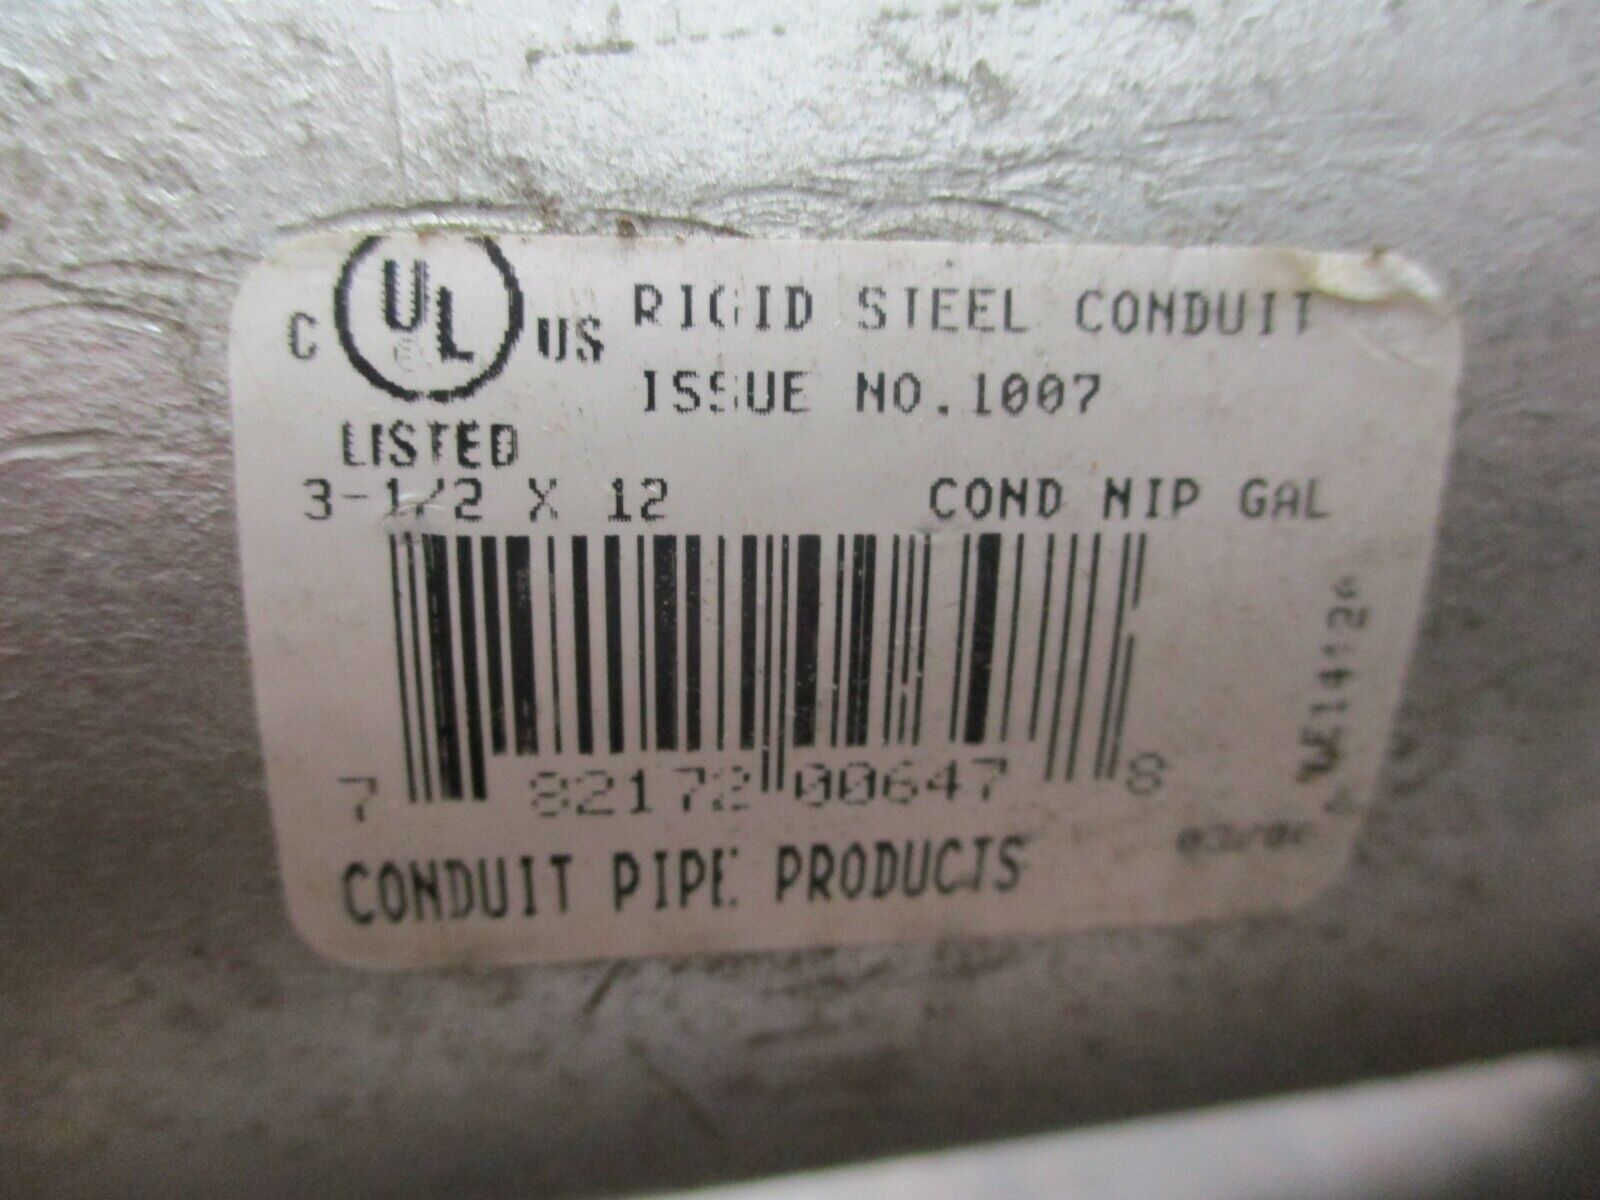 C UL US
LISTED
RIGID STEEL CONDUIT
ISSUE NO.1007
3-1/2 X 12 COND NIP GAL
7 82172 00647 8
CONDUIT PIPE PRODUCTS